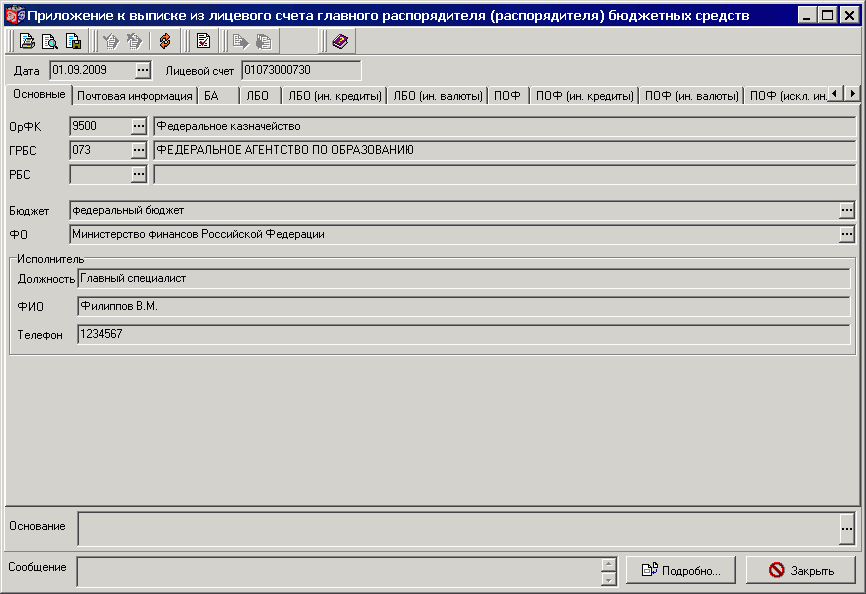 Приложение к выписке из лицевого счета главного распорядителя (распорядителя) бюджетных средств
Дата 01.09.2009 ... Лицевой счет 01073000730
Основные Почтовая информация БА ЛБО ЛБО (ин. кредиты) ЛБО (ин. валюты) ПОФ ПОФ (ин. кредиты) ПОФ (ин. валюты) ПОФ (искл. ин.
ОрФК 9500 ... Федеральное казначейство
ГРБС 073 ... ФЕДЕРАЛЬНОЕ АГЕНТСТВО ПО ОБРАЗОВАНИЮ
РБС ...
Бюджет Федеральный бюджет ...
ФО Министерство финансов Российской Федерации ...
Исполнитель
Должность Главный специалист
ФИО Филиппов В.М.
Телефон 1234567
Основание ...
Сообщение Подробно... Закрыть